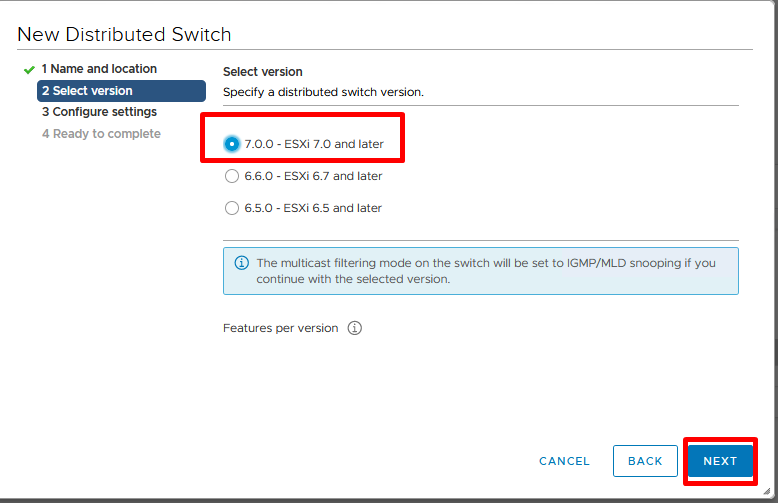 New Distributed Switch
1 Name and location
2 Select version
3 Configure settings
4 Ready to complete
Select version
Specify a distributed switch version.
7.0.0 - ESXi 7.0 and later
6.6.0 - ESXi 6.7 and later
6.5.0 - ESXi 6.5 and later
The multicast filtering mode on the switch will be set to IGMP/MLD snooping if you
continue with the selected version.
Features per version
CANCEL
BACK
NEXT